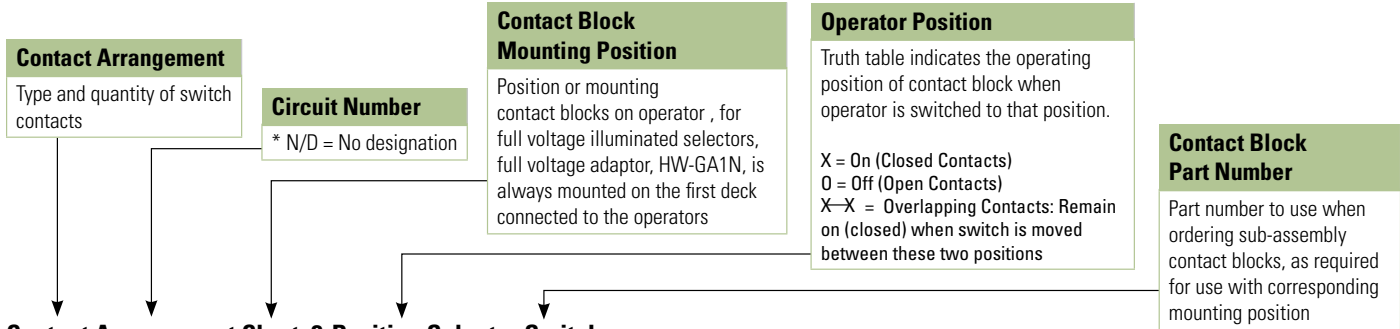 Contact Arrangement
Type and quantity of switch
contacts
Circuit Number
* N/D = No designation
Contact Block
Mounting Position
Position or mounting
contact blocks on operator , for
full voltage illuminated selectors,
full voltage adaptor, HW-GA1N, is
always mounted on the first deck
connected to the operators
Operator Position
Truth table indicates the operating
position of contact block when
operator is switched to that position.
X = On (Closed Contacts)
O = Off (Open Contacts)
X—X = Overlapping Contacts: Remain
on (closed) when switch is moved
between these two positions
Contact Block
Part Number
Part number to use when
ordering sub-assembly
contact blocks, as required
for use with corresponding
mounting position